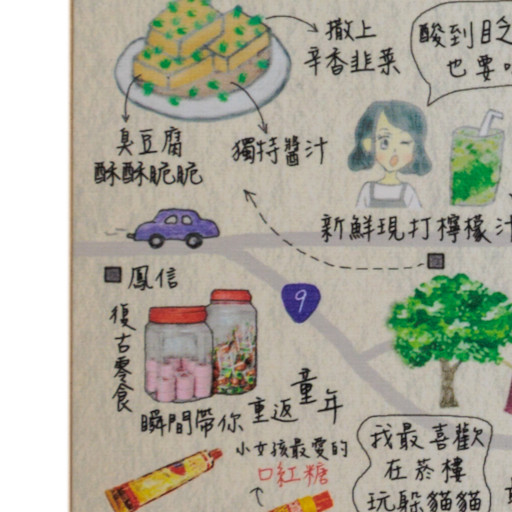 撒上
辛香韭菜
酸到
也要
臭豆腐
酥酥脆脆
獨特醬汁
新鮮現打檸檬汁
鳳信
9
復古零食
瞬間帶你重返童年
小女孩最愛的
口紅糖
我最喜歡
在菸樓
玩躲貓貓